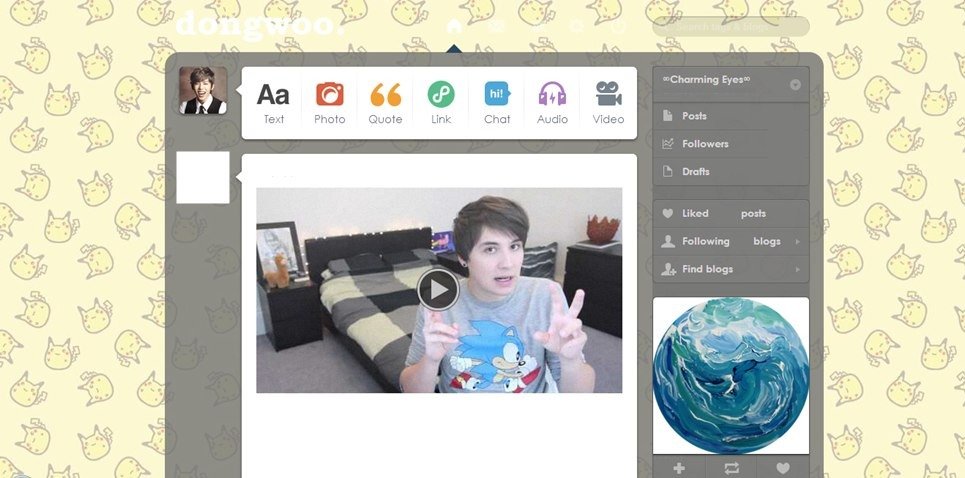 dongwoo.
Search tags & blogs
∞Charming Eyes∞
Aa
hi!
Text Photo Quote Link Chat Audio Video
Posts
Followers
Drafts
Liked posts
Following blogs
Find blogs